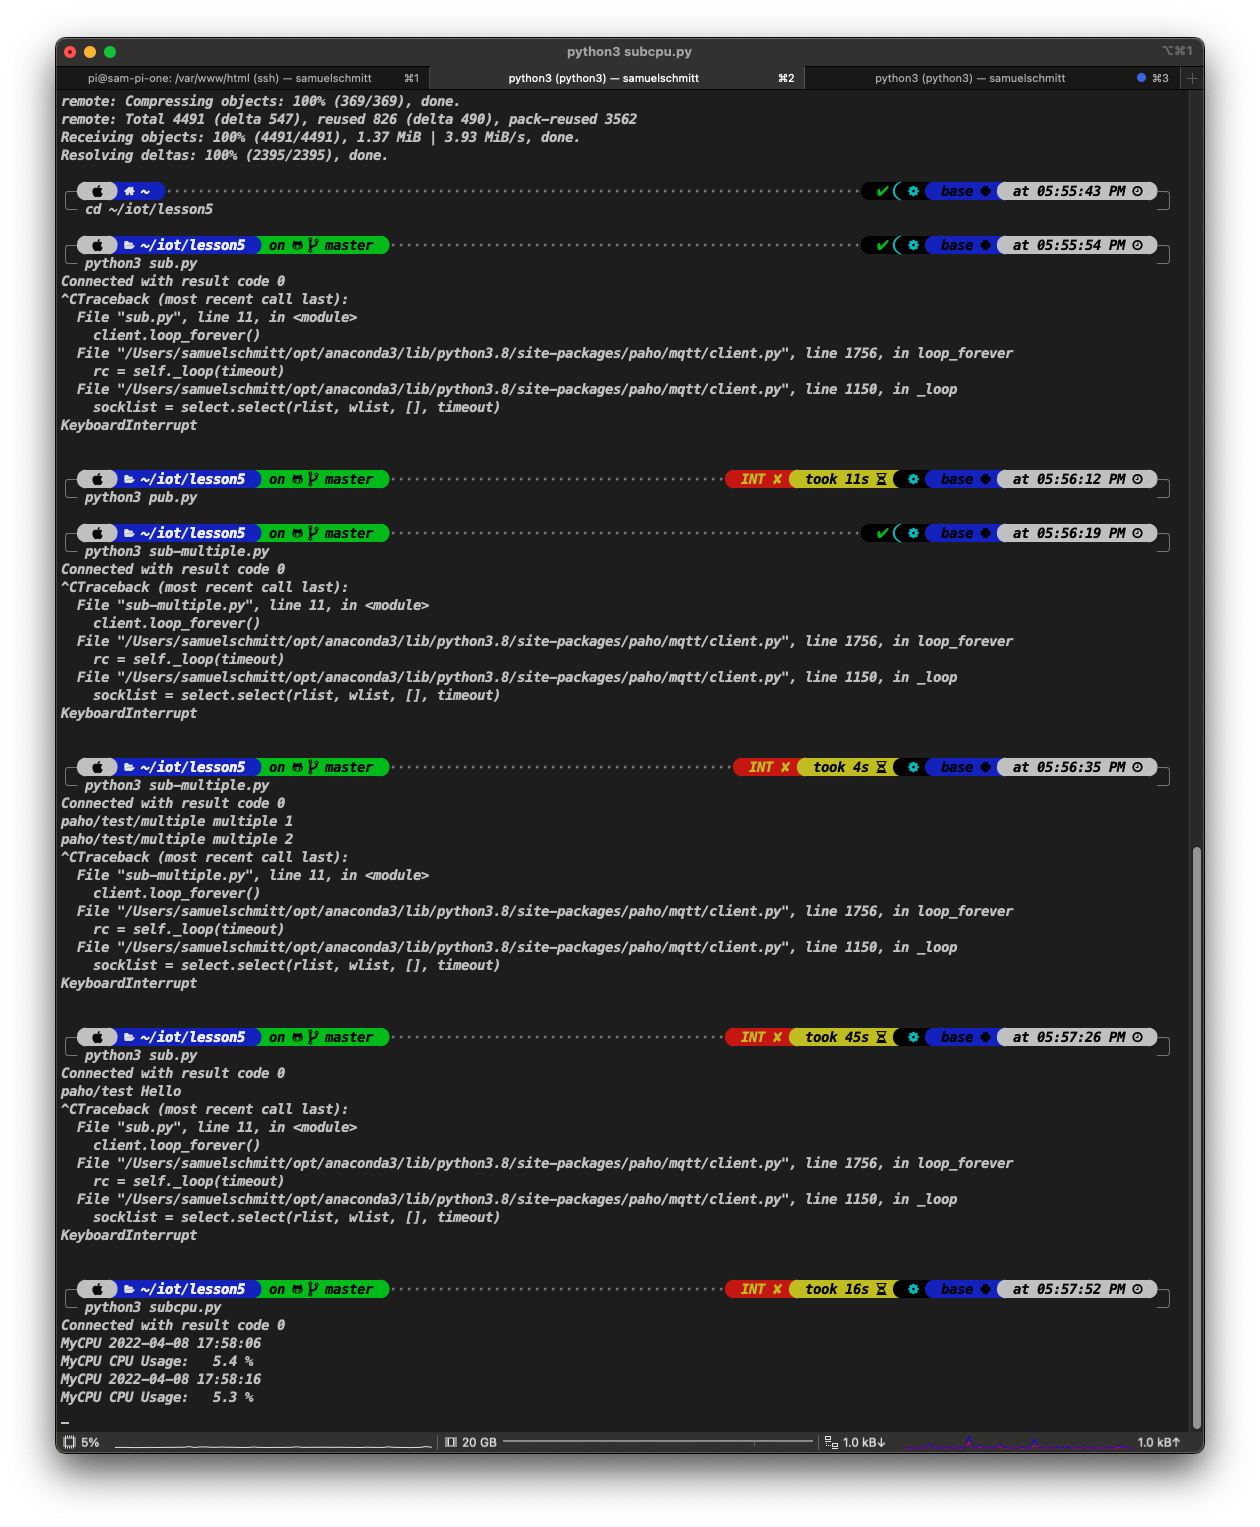 python3 subcpu.py
⌥⌘1
pi@sam-pi-one: /var/www/html (ssh) — samuelschmitt ⌘1
python3 (python3) — samuelschmitt ⌘2
python3 (python3) — samuelschmitt ⌘3
remote: Compressing objects: 100% (369/369), done.
remote: Total 4491 (delta 547), reused 826 (delta 490), pack-reused 3562
Receiving objects: 100% (4491/4491), 1.37 MiB | 3.93 MiB/s, done.
Resolving deltas: 100% (2395/2395), done.
~ ✔ base at 05:55:43 PM
cd ~/iot/lesson5
~/iot/lesson5 on master ✔ base at 05:55:54 PM
python3 sub.py
Connected with result code 0
^CTraceback (most recent call last):
File "sub.py", line 11, in <module>
client.loop_forever()
File "/Users/samuelschmitt/opt/anaconda3/lib/python3.8/site-packages/paho/mqtt/client.py", line 1756, in loop_forever
rc = self._loop(timeout)
File "/Users/samuelschmitt/opt/anaconda3/lib/python3.8/site-packages/paho/mqtt/client.py", line 1150, in _loop
socklist = select.select(rlist, wlist, [], timeout)
KeyboardInterrupt
~/iot/lesson5 on master INT ✘ took 11s base at 05:56:12 PM
python3 pub.py
~/iot/lesson5 on master ✔ base at 05:56:19 PM
python3 sub-multiple.py
Connected with result code 0
^CTraceback (most recent call last):
File "sub-multiple.py", line 11, in <module>
client.loop_forever()
File "/Users/samuelschmitt/opt/anaconda3/lib/python3.8/site-packages/paho/mqtt/client.py", line 1756, in loop_forever
rc = self._loop(timeout)
File "/Users/samuelschmitt/opt/anaconda3/lib/python3.8/site-packages/paho/mqtt/client.py", line 1150, in _loop
socklist = select.select(rlist, wlist, [], timeout)
KeyboardInterrupt
~/iot/lesson5 on master INT ✘ took 4s base at 05:56:35 PM
python3 sub-multiple.py
Connected with result code 0
paho/test/multiple multiple 1
paho/test/multiple multiple 2
^CTraceback (most recent call last):
File "sub-multiple.py", line 11, in <module>
client.loop_forever()
File "/Users/samuelschmitt/opt/anaconda3/lib/python3.8/site-packages/paho/mqtt/client.py", line 1756, in loop_forever
rc = self._loop(timeout)
File "/Users/samuelschmitt/opt/anaconda3/lib/python3.8/site-packages/paho/mqtt/client.py", line 1150, in _loop
socklist = select.select(rlist, wlist, [], timeout)
KeyboardInterrupt
~/iot/lesson5 on master INT ✘ took 45s base at 05:57:26 PM
python3 sub.py
Connected with result code 0
paho/test Hello
^CTraceback (most recent call last):
File "sub.py", line 11, in <module>
client.loop_forever()
File "/Users/samuelschmitt/opt/anaconda3/lib/python3.8/site-packages/paho/mqtt/client.py", line 1756, in loop_forever
rc = self._loop(timeout)
File "/Users/samuelschmitt/opt/anaconda3/lib/python3.8/site-packages/paho/mqtt/client.py", line 1150, in _loop
socklist = select.select(rlist, wlist, [], timeout)
KeyboardInterrupt
~/iot/lesson5 on master INT ✘ took 16s base at 05:57:52 PM
python3 subcpu.py
Connected with result code 0
MyCPU 2022-04-08 17:58:06
MyCPU CPU Usage: 5.4 %
MyCPU 2022-04-08 17:58:16
MyCPU CPU Usage: 5.3 %
5% 20 GB 1.0 kB↓ 1.0 kB↑